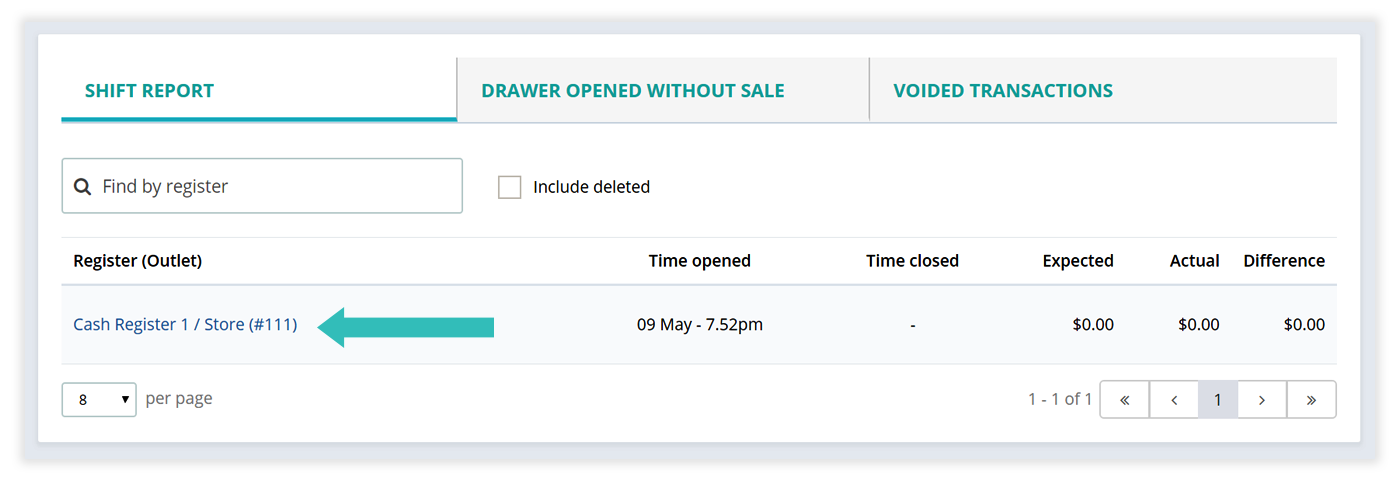 SHIFT REPORT DRAWER OPENED WITHOUT SALE VOIDED TRANSACTIONS
Find by register Include deleted
Register (Outlet) Time opened Time closed Expected Actual Difference
Cash Register 1 / Store (#111) 09 May - 7.52pm - $0.00 $0.00 $0.00
8 per page 1 - 1 of 1 « ‹ 1 › »